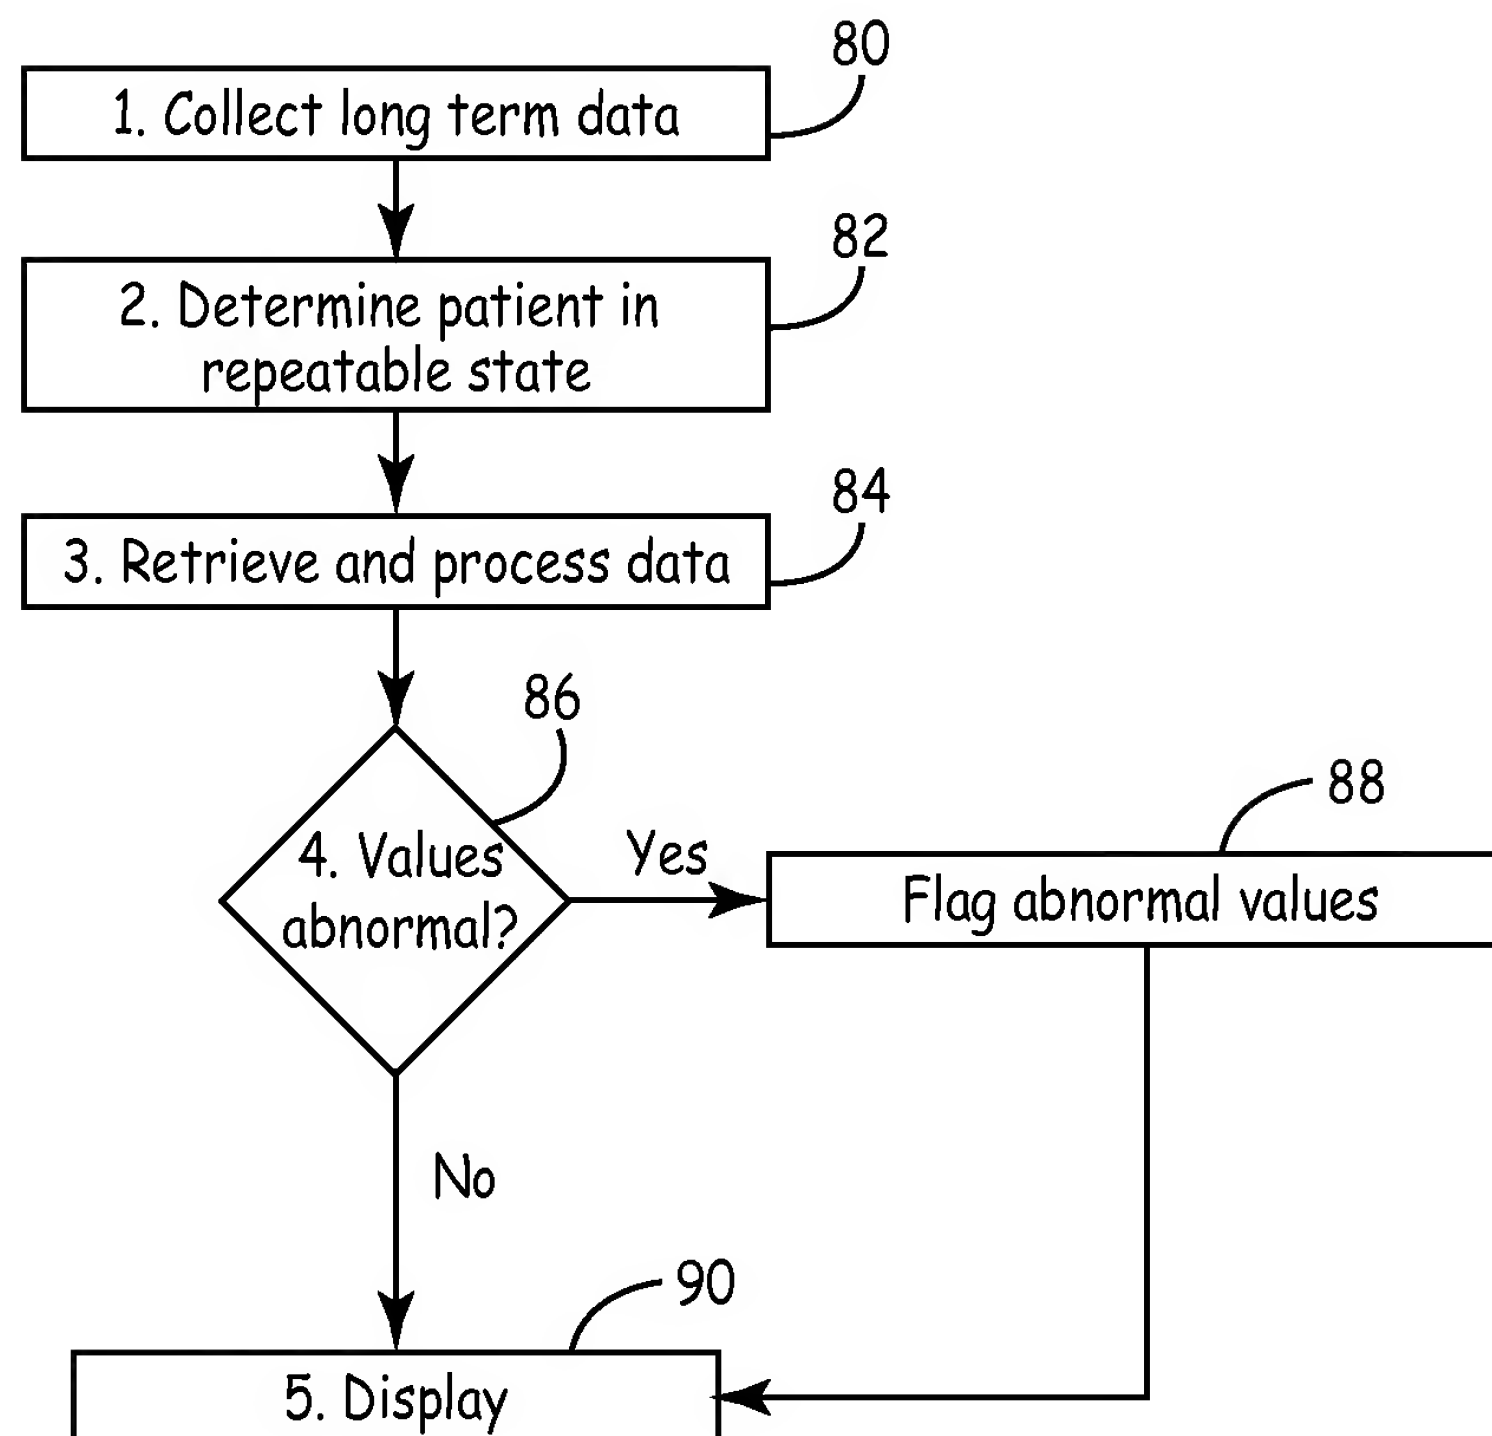 80
1. Collect long term data
82
2. Determine patient in
repeatable state
84
3. Retrieve and process data
86
88
4. Values
abnormal?
Yes
Flag abnormal values
No
90
5. Display